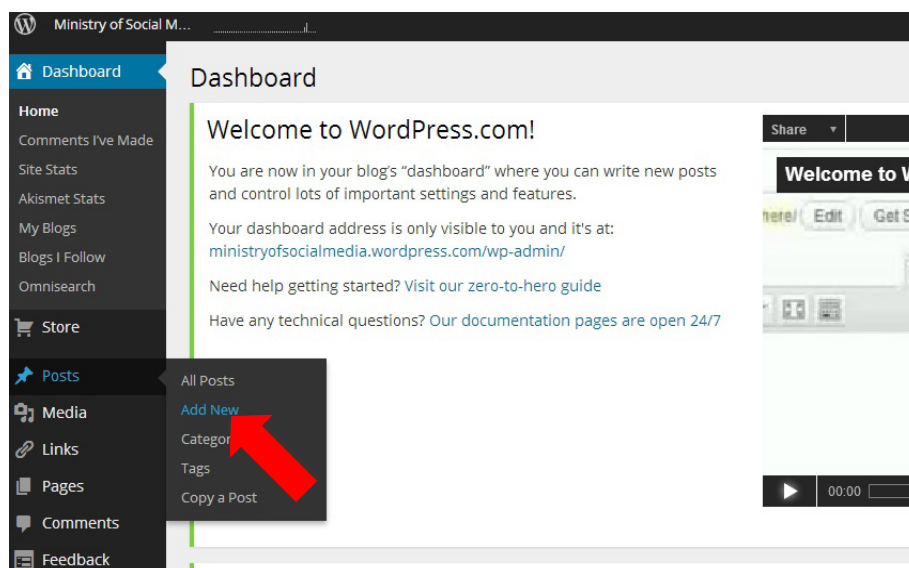 Ministry of Social M...
Dashboard
Home
Comments I've Made
Site Stats
Akismet Stats
My Blogs
Blogs I Follow
Omnisearch
Store
Posts
Media
Links
Pages
Comments
Feedback
All Posts
Add New
Categor
Tags
Copy a Post
Dashboard
Welcome to WordPress.com!
You are now in your blog's “dashboard” where you can write new posts
and control lots of important settings and features.
Your dashboard address is only visible to you and it's at:
ministryofsocialmedia.wordpress.com/wp-admin/
Need help getting started? Visit our zero-to-hero guide
Have any technical questions? Our documentation pages are open 24/7
Share
Welcome to W
here/ Edit Get S
00:00